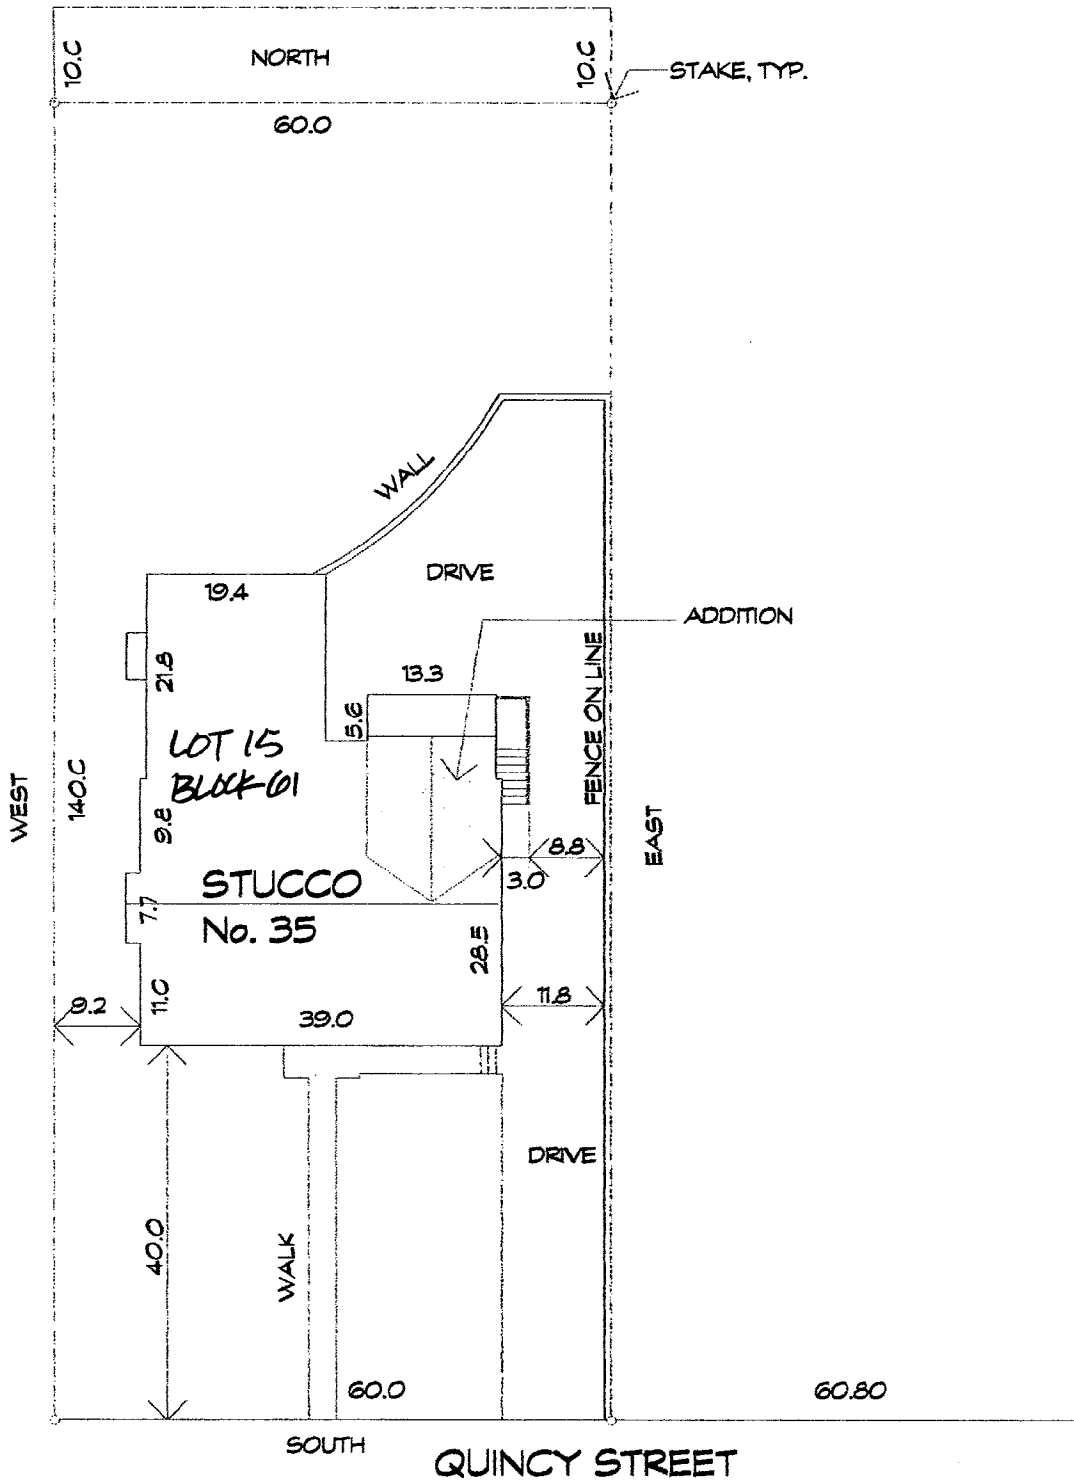 10.0
NORTH
10.0
STAKE, TYP.
60.0
WALL
DRIVE
19.4
ADDITION
13.3
21.8
5.6
FENCE ON LINE
LOT 15
BLOCK 61
WEST
140.0
9.8
EAST
8.8
3.0
STUCCO
No. 35
7.7
28.5
11.0
9.2
11.8
39.0
DRIVE
40.0
WALK
60.0
60.80
SOUTH
QUINCY STREET